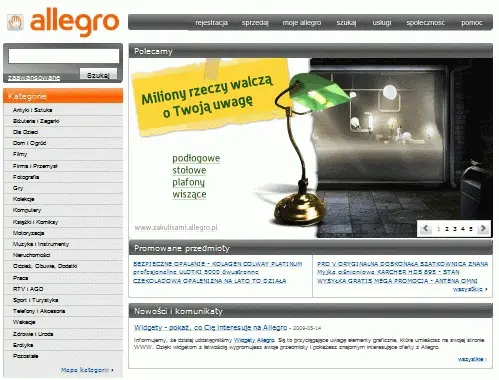 allegro
rejestracja sprzedaj moje allegro szukaj usługi społeczność pomoc
zaawansowane
Szukaj
Kategorie
Antyki i Sztuka
Biżuteria i Zegarki
Dla Dzieci
Dom i Ogród
Filmy
Firma i Przemysł
Fotografia
Gry
Kolekcje
Komputery
Książki i Komiksy
Motoryzacja
Muzyka i Instrumenty
Nieruchomości
Odzież, Obuwie, Dodatki
Praca
RTV i AGD
Sport i Turystyka
Telefony i Akcesoria
Wakacje
Zdrowie i Uroda
Erotyka
Pozostałe
Mapa kategorii
Polecamy
Miliony rzeczy walczą
o Twoją uwagę
podłogowe
stołowe
plafony
wiszące
www.zakulisami.allegro.pl
1 2 3 4 5
Promowane przedmioty
BEZPIECZNE OPALANIE - KOLAGEN COLWAY PLATINUM
profesjonalne ULOTKI 5000 dwustronne
CZEKOLADOWA OPALENIZNA NA LATO TO DZIAŁA
PRO V ORYGINALNA DOSKONAŁA SZATKOWNICA ZNANA
Myjka ciśnieniowa KARCHER HDS 895 - STAN
WYSYŁKA GRATIS MEGA PROMOCJA - ANTENA OMNI
wszystkie
Nowości i komunikaty
Widgety - pokaż, co Cię interesuje na Allegro - 2009-05-14
Informujemy, że dzisiaj udostępniliśmy Widgety Allegro. Są to przyciągające uwagę elementy graficzne, które umieścisz na swojej stronie
WWW. Dzięki widgetom z łatwością wypromujesz swoje przedmioty i pokażesz znajomym interesujące oferty z Allegro.
wszystkie